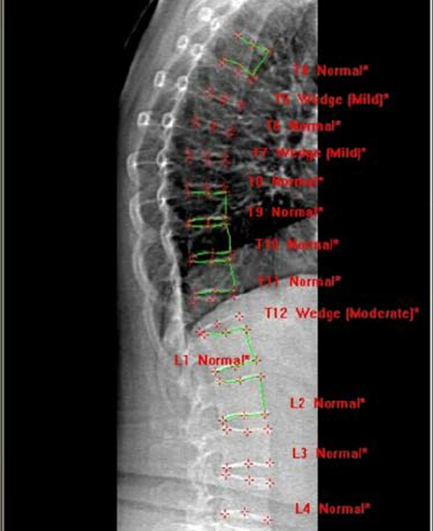 T4 Normal*
T5 Wedge (Mild)*
T6 Normal*
T7 Wedge (Mild)*
T8 Normal*
T9 Normal*
T10 Normal*
T11 Normal*
T12 Wedge (Moderate)*
L1 Normal*
L2 Normal*
L3 Normal*
L4 Normal*